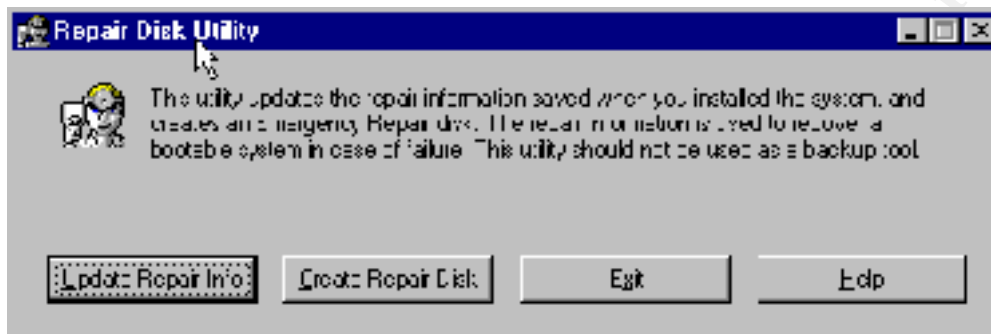 Repair Disk Utility
This utility updates the repair information saved when you installed the system, and
creates an Emergency Repair disk. The repair information is used to recover a
bootable system in case of failure. This utility should not be used as a backup tool.
Update Repair Info
Create Repair Disk
Exit
Help